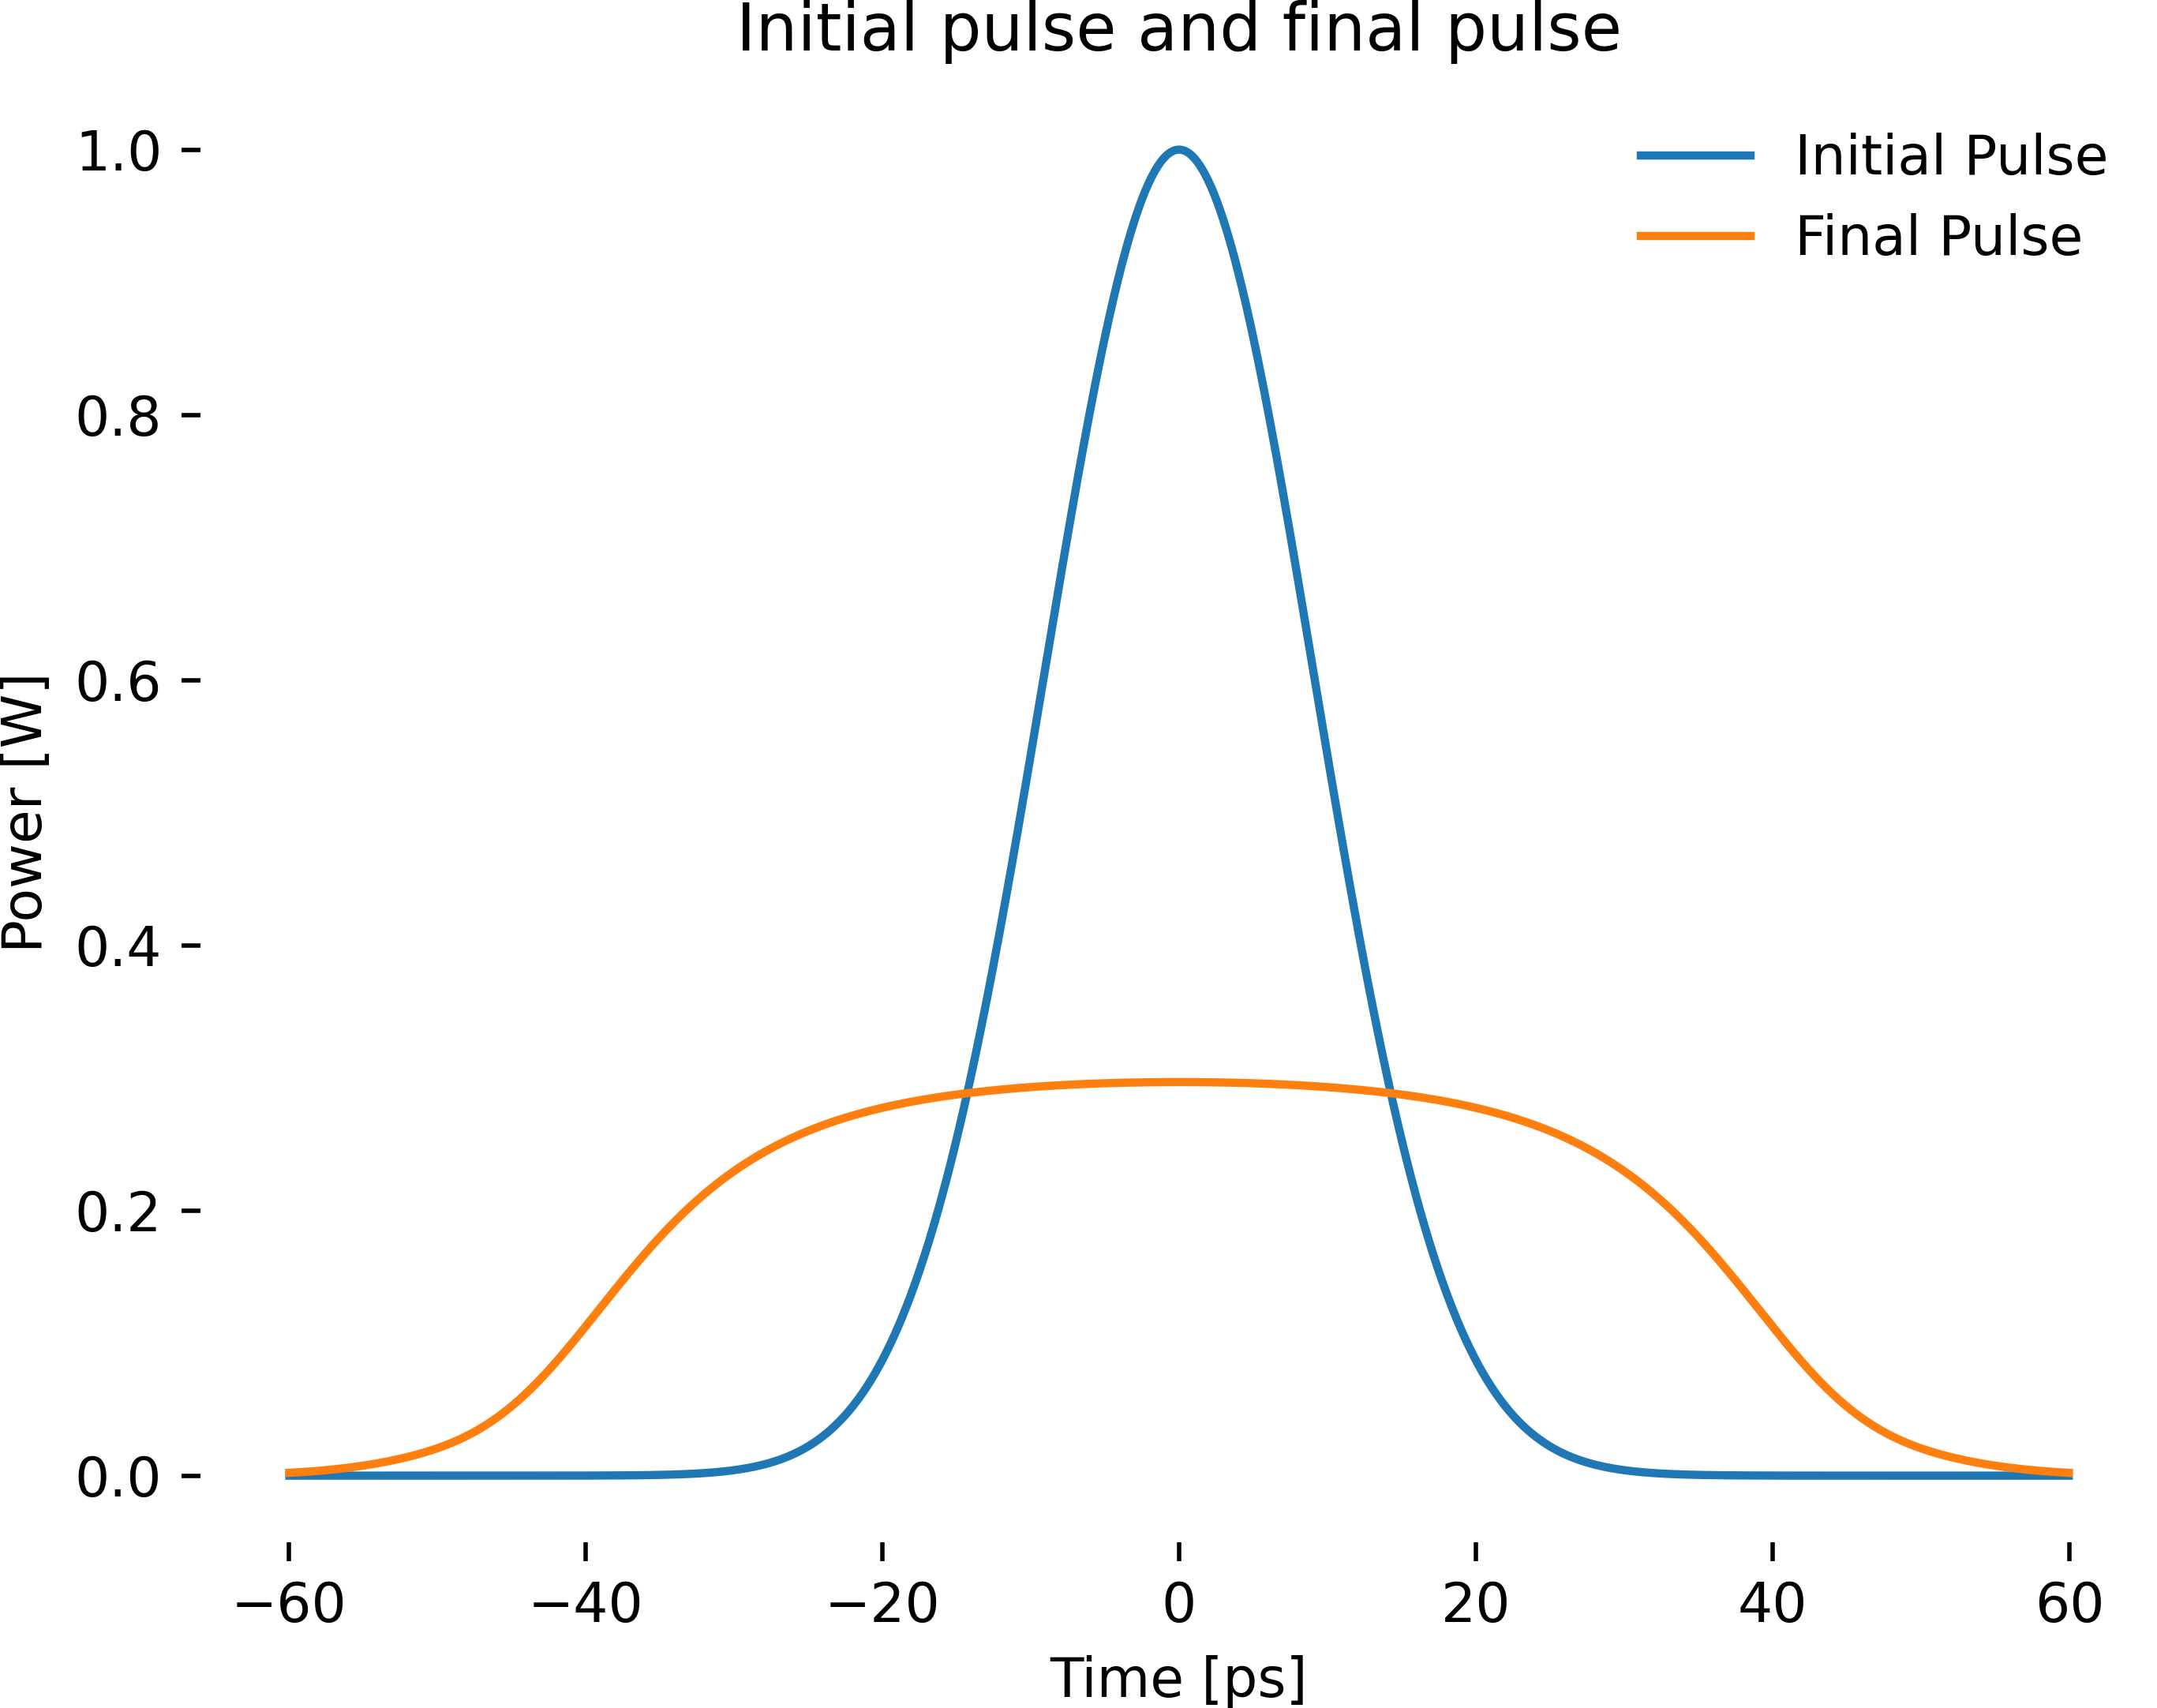 Initial pulse and final pulse
Initial Pulse
Final Pulse
1.0
0.8
0.6
0.4
0.2
0.0
Power [W]
−60 −40 −20 0 20 40 60
Time [ps]